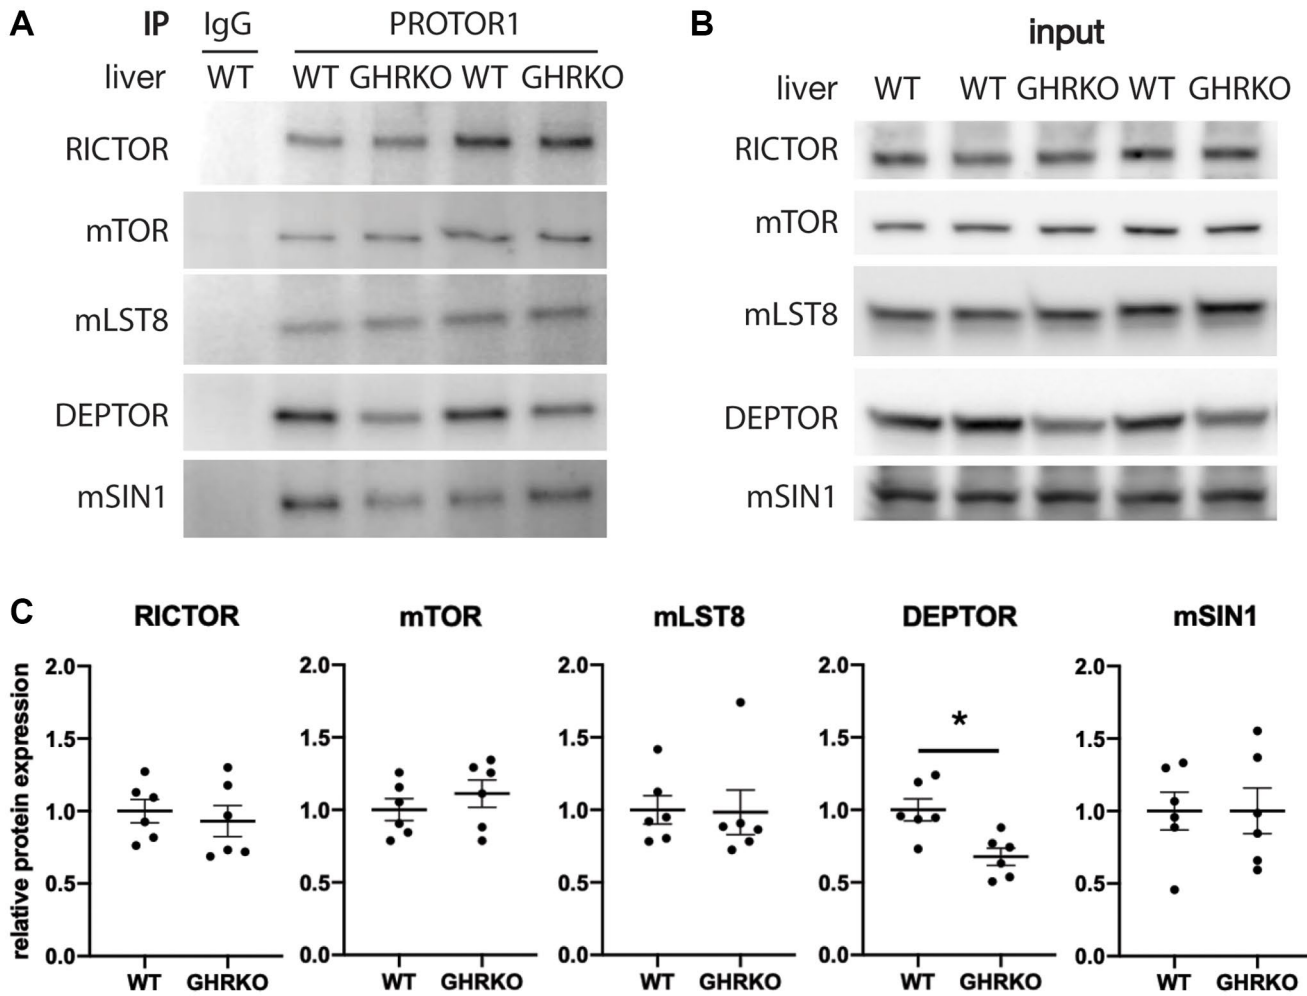 A IP IgG PROTOR1
liver WT WT GHRKO WT GHRKO
RICTOR
mTOR
mLST8
DEPTOR
mSIN1
B input
liver WT WT GHRKO WT GHRKO
RICTOR
mTOR
mLST8
DEPTOR
mSIN1
C
relative protein expression
RICTOR
2.0
1.5
1.0
0.5
0.0
WT GHRKO
mTOR
2.0
1.5
1.0
0.5
0.0
WT GHRKO
mLST8
2.0
1.5
1.0
0.5
0.0
WT GHRKO
DEPTOR
2.0
1.5
1.0
0.5
0.0
*
WT GHRKO
mSIN1
2.0
1.5
1.0
0.5
0.0
WT GHRKO